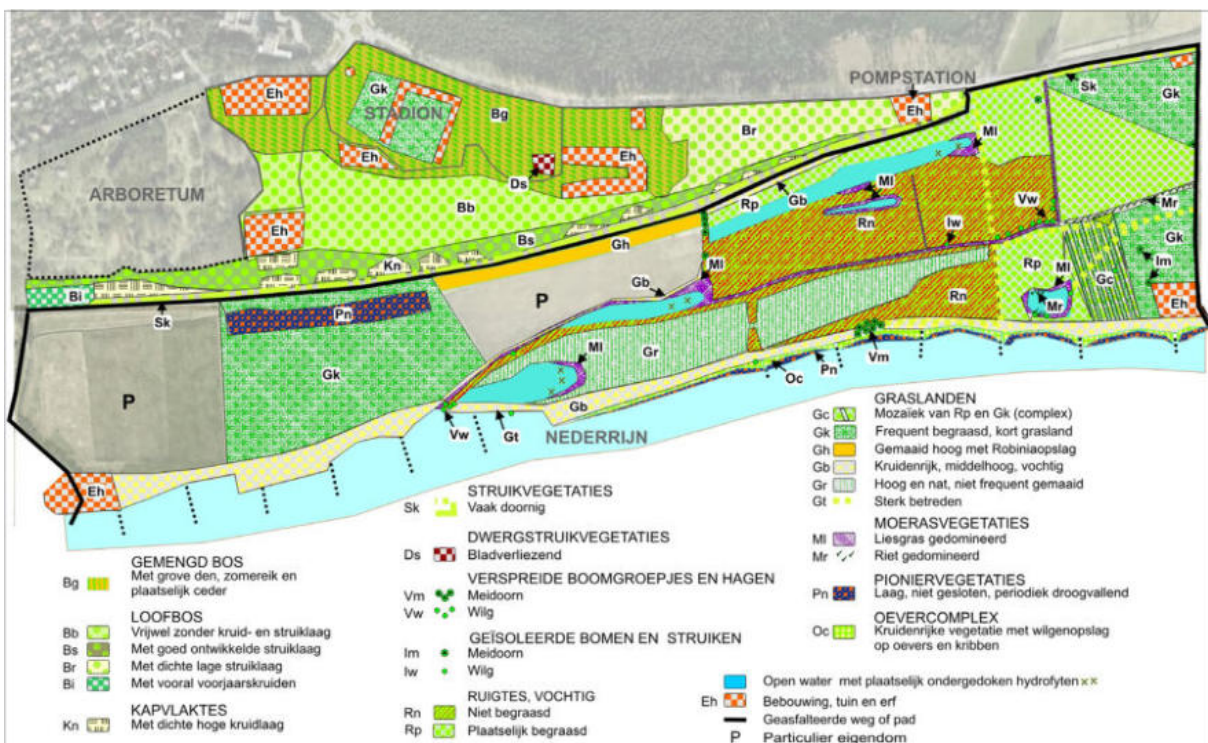 POMPSTATION
Sk
Gk
Eh
Gk
STADION
Bg
Eh
Br
Ml
Eh
Eh
ARBORETUM
Ds
Ml
Mr
Bb
Rp
Gb
Rn
Vw
Iw
Gk
Eh
Bs
Gh
Rp
Ml
Gc
Im
Kn
Ml
Bi
Gb
Mr
Eh
Sk
Pn
P
Rn
Ml
Gr
Vm
Gk
Pn
Oc
P
Gb
Vw
Gt
NEDERRIJN
Eh
GEMENGD BOS
Bg Met grove den, zomereik en
plaatselijk ceder
LOOFBOS
Bb Vrijwel zonder kruid- en struiklaag
Bs Met goed ontwikkelde struiklaag
Br Met dichte lage struiklaag
Bi Met vooral voorjaarskruiden
KAPVLAKTES
Kn Met dichte hoge kruidlaag
STRUIKVEGETATIES
Sk Vaak doornig
DWERGSTRUIKVEGETATIES
Ds Bladverliezend
VERSPREIDE BOOMGROEPJES EN HAGEN
Vm Meidoorn
Vw Wilg
GEÏSOLEERDE BOMEN EN STRUIKEN
Im Meidoorn
Iw Wilg
RUIGTES, VOCHTIG
Rn Niet begraasd
Rp Plaatselijk begraasd
GRASLANDEN
Gc Mozaïek van Rp en Gk (complex)
Gk Frequent begraasd, kort grasland
Gh Gemaaid hoog met Robiniaopslag
Gb Kruidenrijk, middelhoog, vochtig
Gr Hoog en nat, niet frequent gemaaid
Gt Sterk betreden
MOERASVEGETATIES
Ml Liesgras gedomineerd
Mr Riet gedomineerd
PIONIERVEGETATIES
Pn Laag, niet gesloten, periodiek droogvallend
OEVERCOMPLEX
Oc Kruidenrijke vegetatie met wilgenopslag
op oevers en kribben
Open water met plaatselijk ondergedoken hydrofyten
Eh Bebouwing, tuin en erf
Geasfalteerde weg of pad
P Particulier eigendom